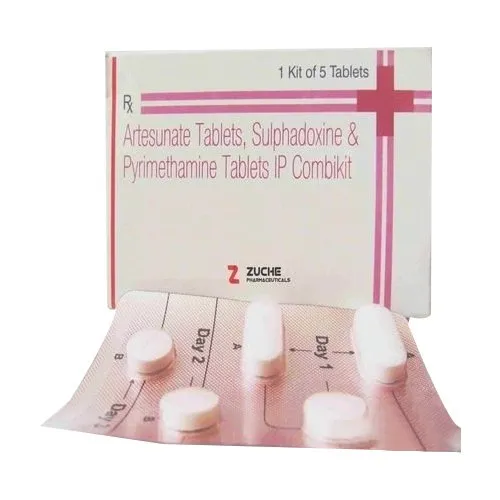 1 Kit of 5 Tablets
Rx
Artesunate Tablets, Sulphadoxine &
Pyrimethamine Tablets IP Combikit
Z ZUCHE
PHARMACEUTICALS
Day 2
A
Day 1
B
A
B